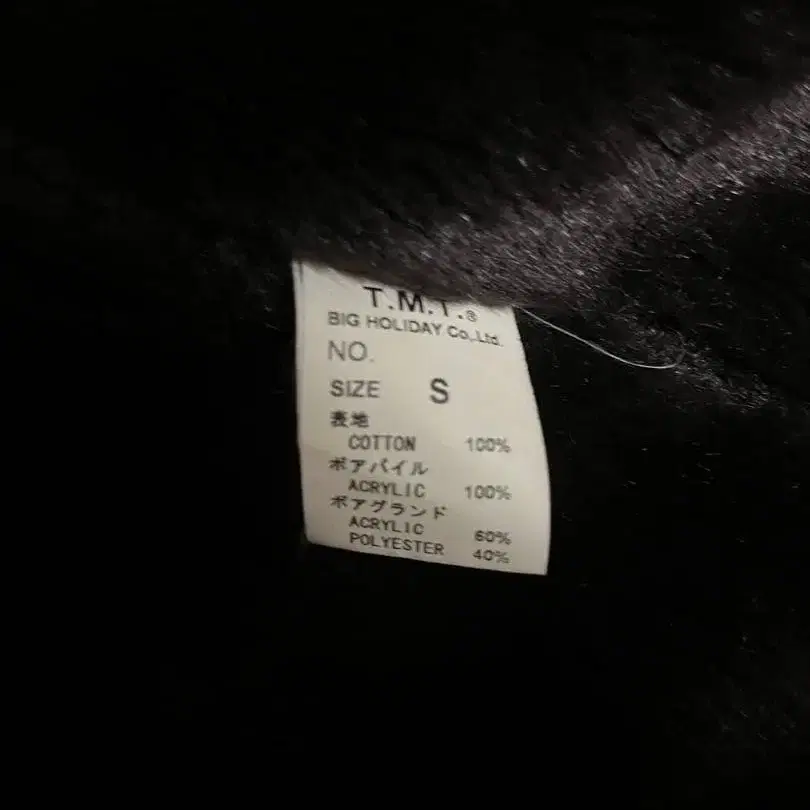 T.M.T.®
BIG HOLIDAY Co.,Ltd.
NO.
SIZE S
表地
COTTON 100%
ボアパイル
ACRYLIC 100%
ボアグランド
ACRYLIC 60%
POLYESTER 40%